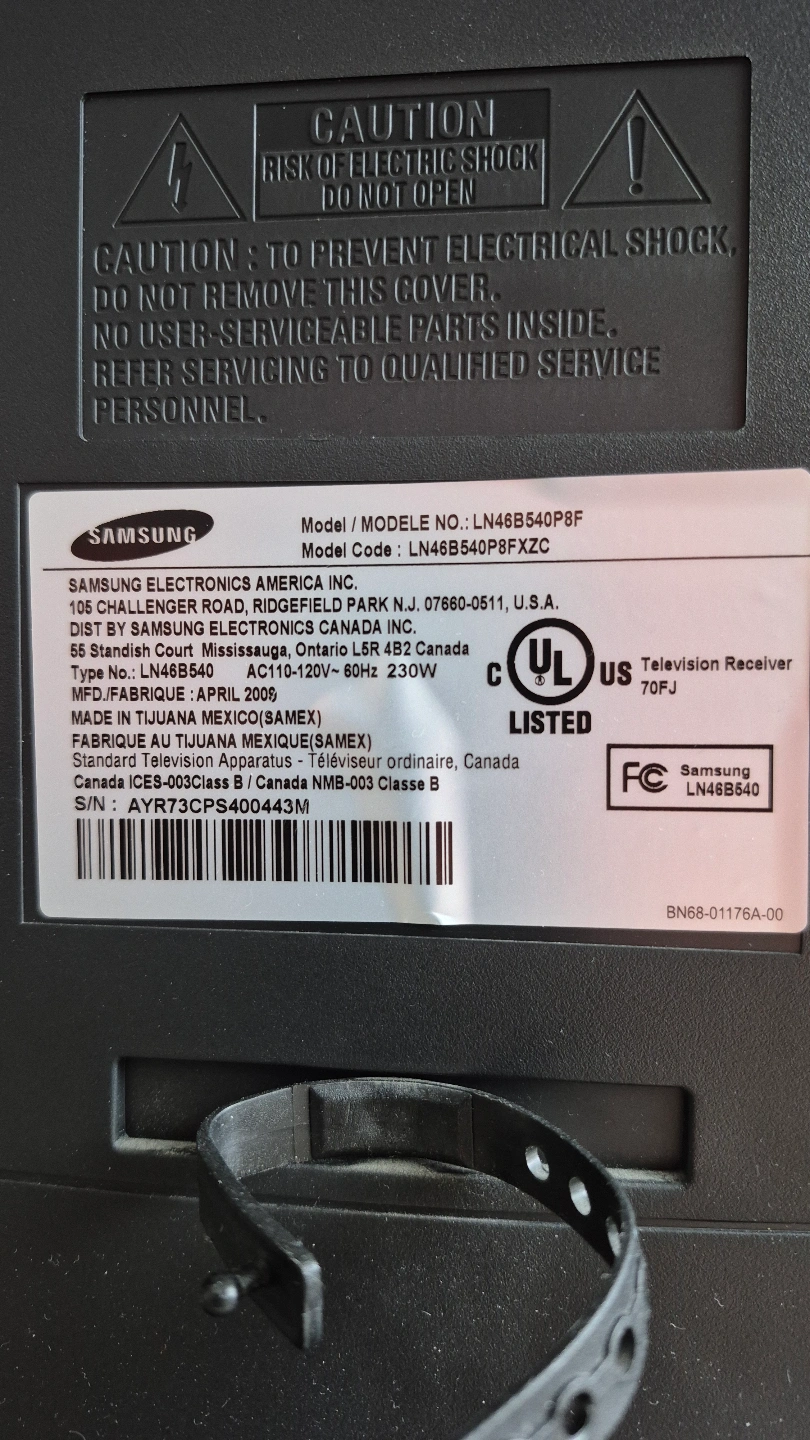 CAUTION
RISK OF ELECTRIC SHOCK
DO NOT OPEN
CAUTION : TO PREVENT ELECTRICAL SHOCK,
DO NOT REMOVE THIS COVER.
NO USER-SERVICEABLE PARTS INSIDE.
REFER SERVICING TO QUALIFIED SERVICE
PERSONNEL.
SAMSUNG
Model / MODELE NO.: LN46B540P8F
Model Code : LN46B540P8FXZC
SAMSUNG ELECTRONICS AMERICA INC.
105 CHALLENGER ROAD, RIDGEFIELD PARK N.J. 07660-0511, U.S.A.
DIST BY SAMSUNG ELECTRONICS CANADA INC.
55 Standish Court Mississauga, Ontario L5R 4B2 Canada
Type No.: LN46B540 AC110-120V~ 60Hz 230W
MFD./FABRIQUE : APRIL 2009
MADE IN TIJUANA MEXICO(SAMEX)
FABRIQUE AU TIJUANA MEXIQUE(SAMEX)
Standard Television Apparatus - Téléviseur ordinaire, Canada
Canada ICES-003Class B / Canada NMB-003 Classe B
S/N : AYR73CPS400443M
C UL ® US
LISTED
Television Receiver
70FJ
FC Samsung
LN46B540
BN68-01176A-00